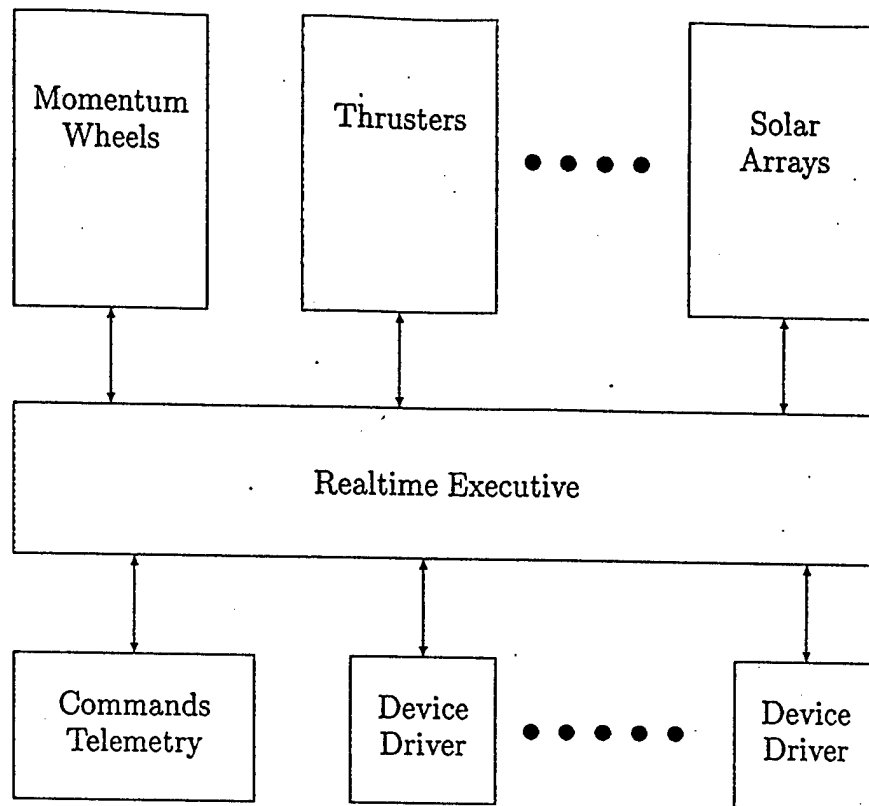 Momentum
Wheels
Thrusters
Solar
Arrays
Realtime Executive
Commands
Telemetry
Device
Driver
Device
Driver